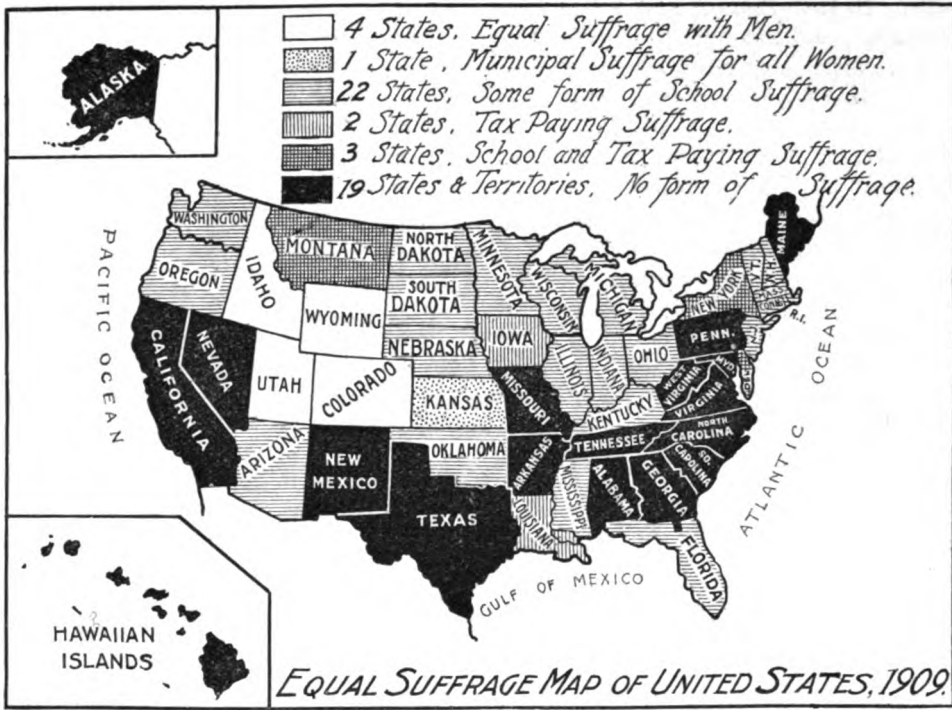 4 States, Equal Suffrage with Men.
1 State, Municipal Suffrage for all Women.
22 States, Some form of School Suffrage.
2 States, Tax Paying Suffrage.
3 States, School and Tax Paying Suffrage.
19 States & Territories, No form of Suffrage.
ALASKA
PACIFIC OCEAN
WASHINGTON
OREGON
IDAHO
MONTANA
NORTH
DAKOTA
SOUTH
DAKOTA
MINNESOTA
WISCONSIN
MICHIGAN
WYOMING
NEBRASKA
IOWA
ILLINOIS
INDIANA
OHIO
NEW
YORK
V.T.
N.H.
MAINE
MASS
CONN.
R.I.
N.J.
PENN.
MYD.
DEL
CALIFORNIA
NEVADA
UTAH
COLORADO
KANSAS
MISSOURI
KENTUCKY
WEST
VIRGINIA
VIRGINIA
ARIZONA
NEW
MEXICO
OKLAHOMA
ARKANSAS
TENNESSEE
NORTH
CAROLINA
SO.
CAROLINA
TEXAS
LOUISIANA
MISSISSIPPI
ALABAMA
GEORGIA
FLORIDA
ATLANTIC OCEAN
GULF OF MEXICO
HAWAIIAN
ISLANDS
EQUAL SUFFRAGE MAP OF UNITED STATES, 1909.